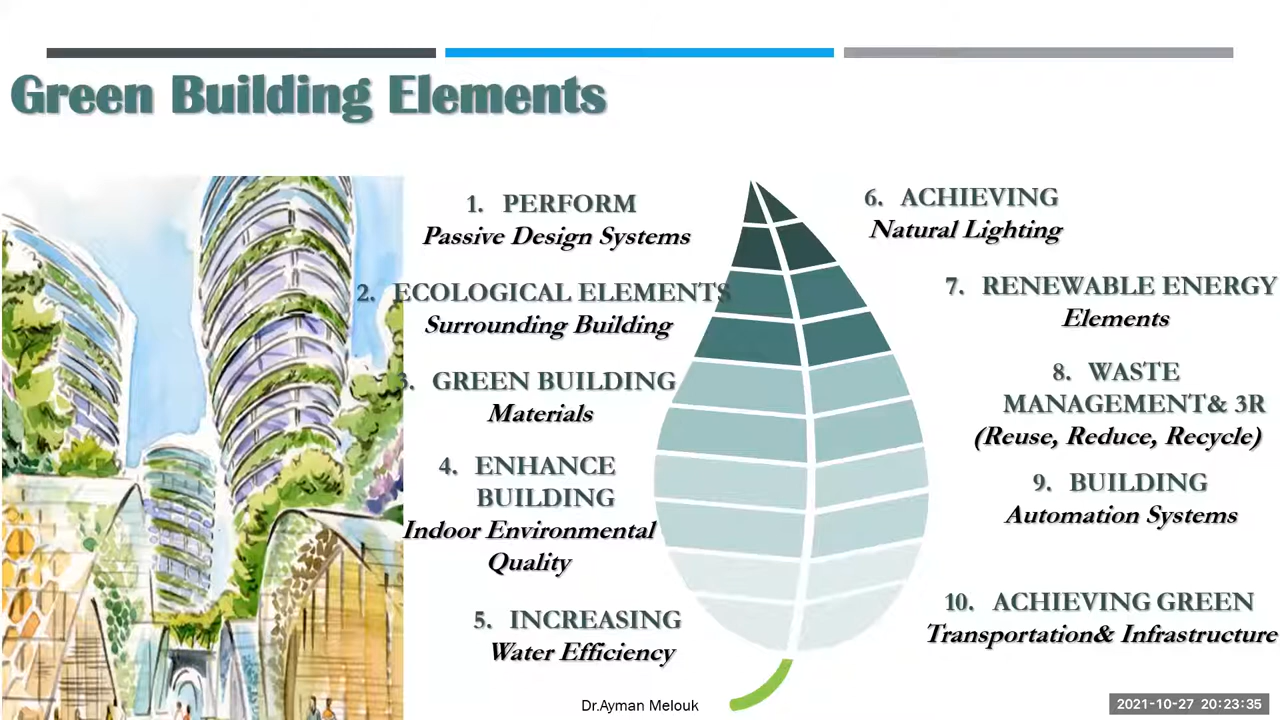 Green Building Elements
1. PERFORM
Passive Design Systems
2. ECOLOGICAL ELEMENTS
Surrounding Building
3. GREEN BUILDING
Materials
4. ENHANCE
BUILDING
Indoor Environmental
Quality
5. INCREASING
Water Efficiency
6. ACHIEVING
Natural Lighting
7. RENEWABLE ENERGY
Elements
8. WASTE
MANAGEMENT& 3R
(Reuse, Reduce, Recycle)
9. BUILDING
Automation Systems
10. ACHIEVING GREEN
Transportation& Infrastructure
Dr.Ayman Melouk
2021-10-27 20:23:35